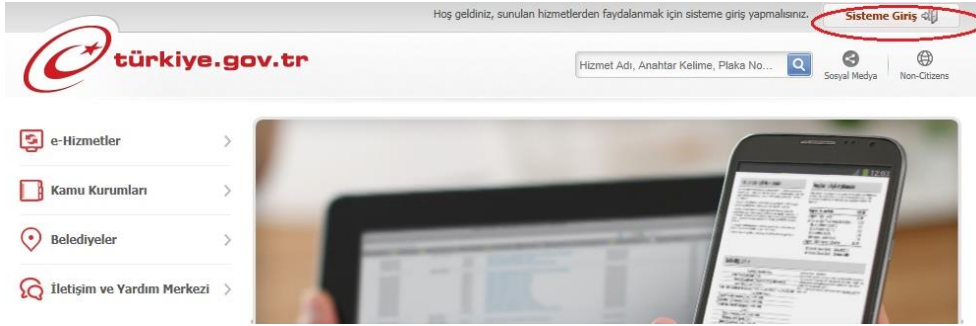 Hoş geldiniz, sunulan hizmetlerden faydalanmak için sisteme giriş yapmalısınız.
Sisteme Giriş
türkiye.gov.tr
Hizmet Adı, Anahtar Kelime, Plaka No...
Sosyal Medya
Non-Citizens
e-Hizmetler
Kamu Kurumları
Belediyeler
İletişim ve Yardım Merkezi